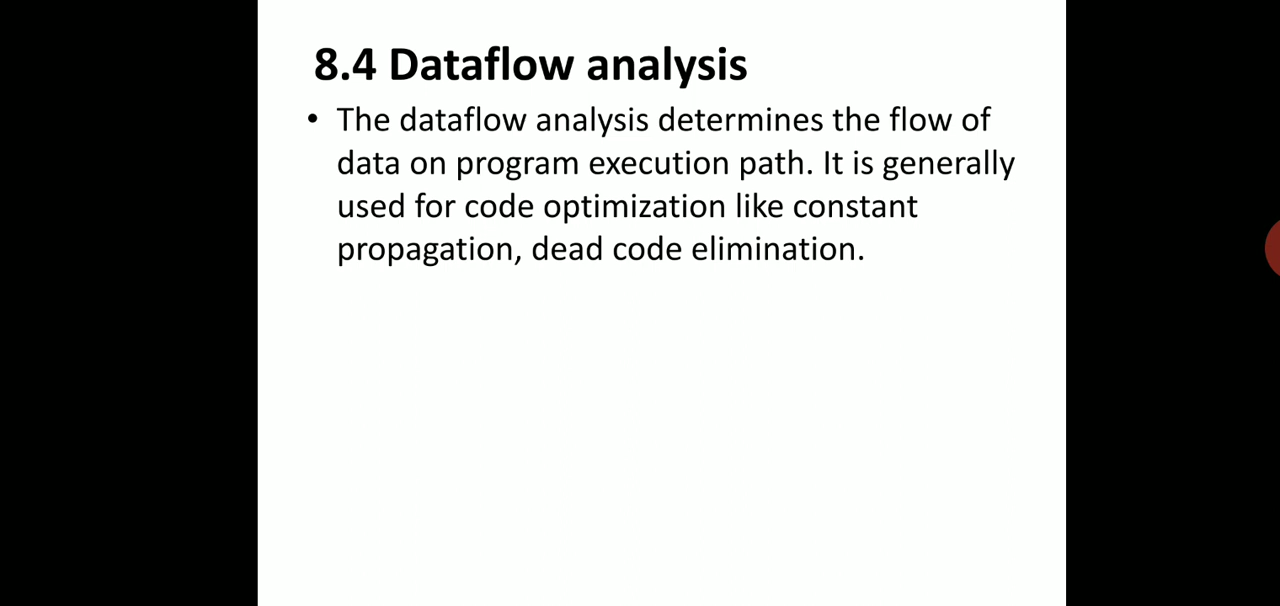 8.4 Dataflow analysis
• The dataflow analysis determines the flow of
data on program execution path. It is generally
used for code optimization like constant
propagation, dead code elimination.